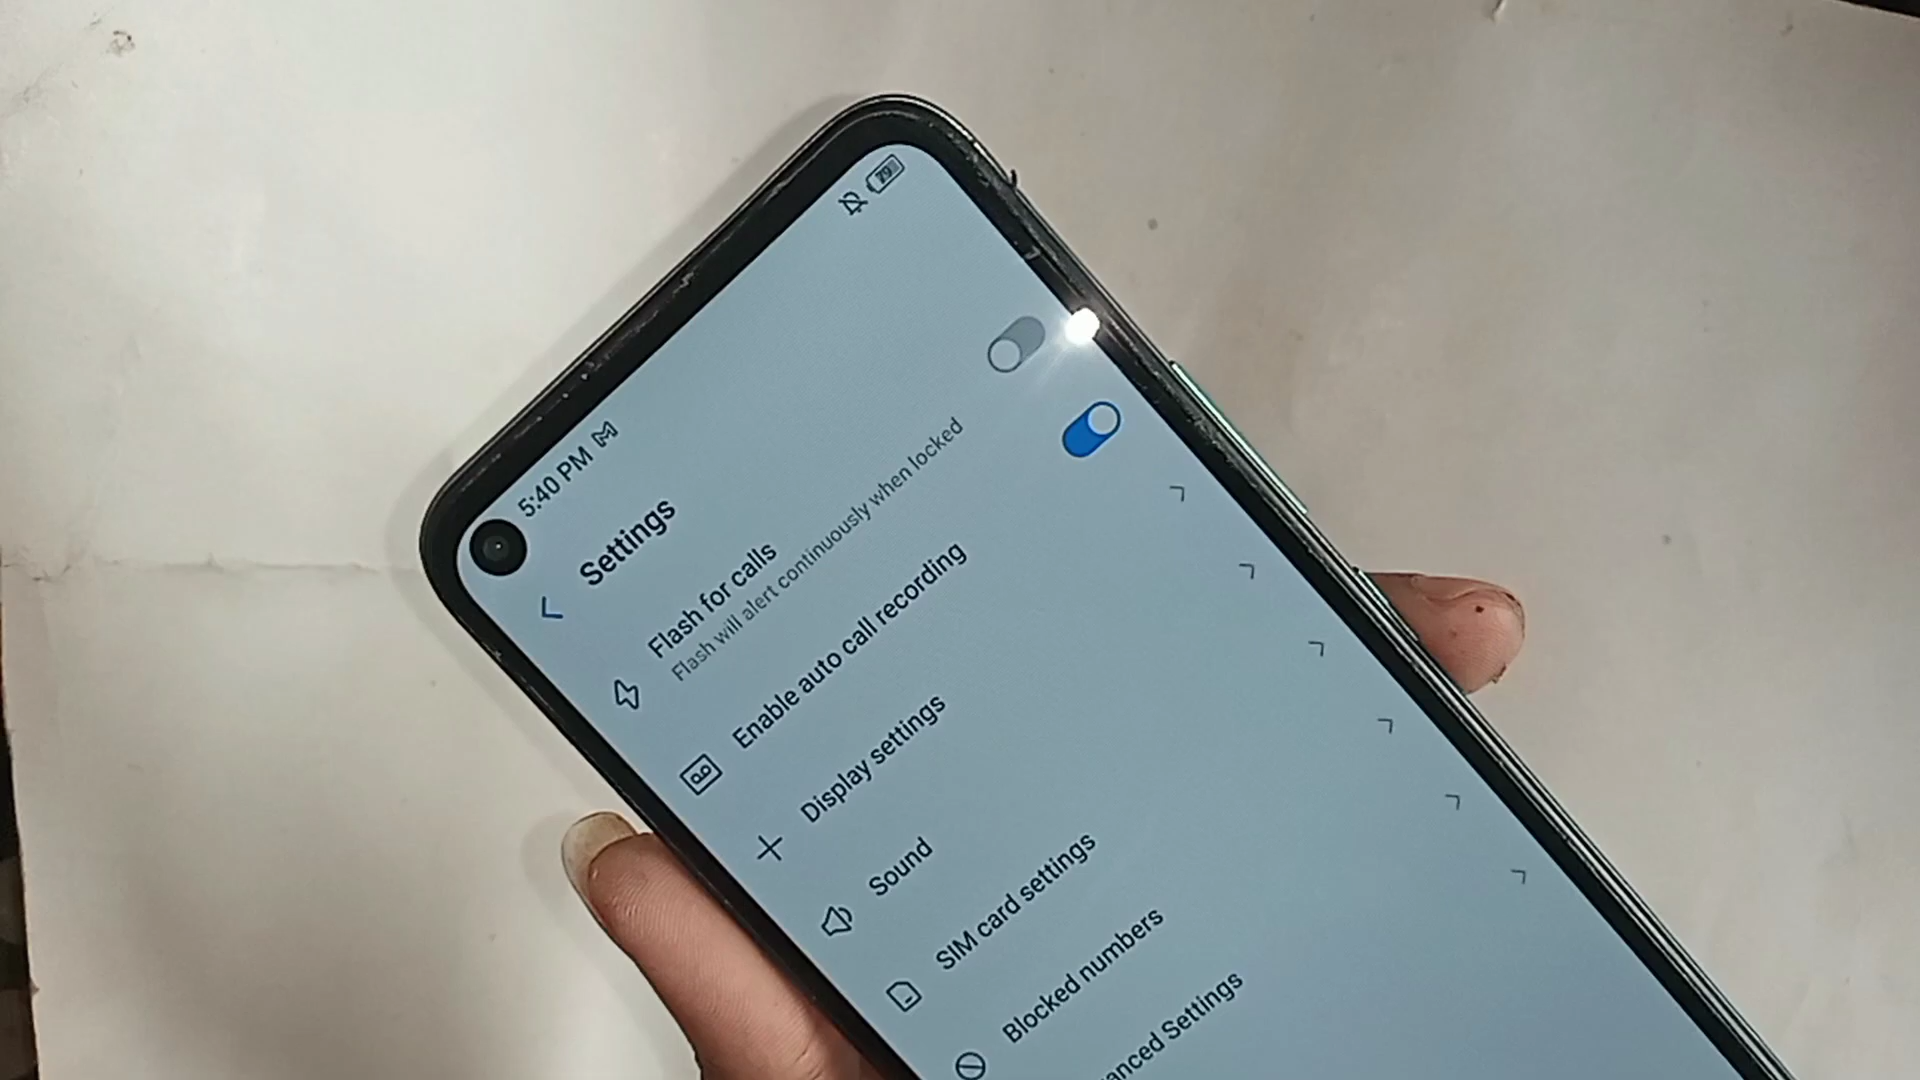 5:40 PM
79
Settings
Flash for calls
Flash will alert continuously when locked
Enable auto call recording
Display settings
Sound
SIM card settings
Blocked numbers
anced Settings